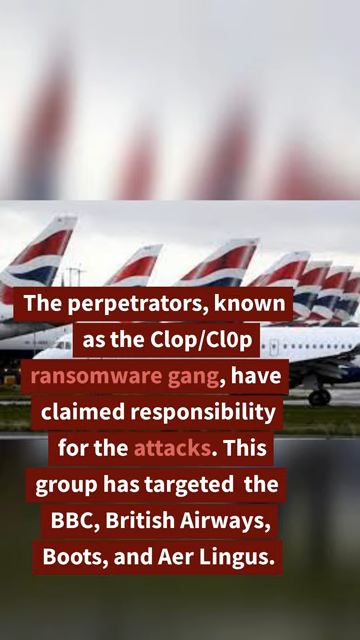 The perpetrators, known
as the Clop/Cl0p
ransomware gang, have
claimed responsibility
for the attacks. This
group has targeted  the
BBC, British Airways,
Boots, and Aer Lingus.